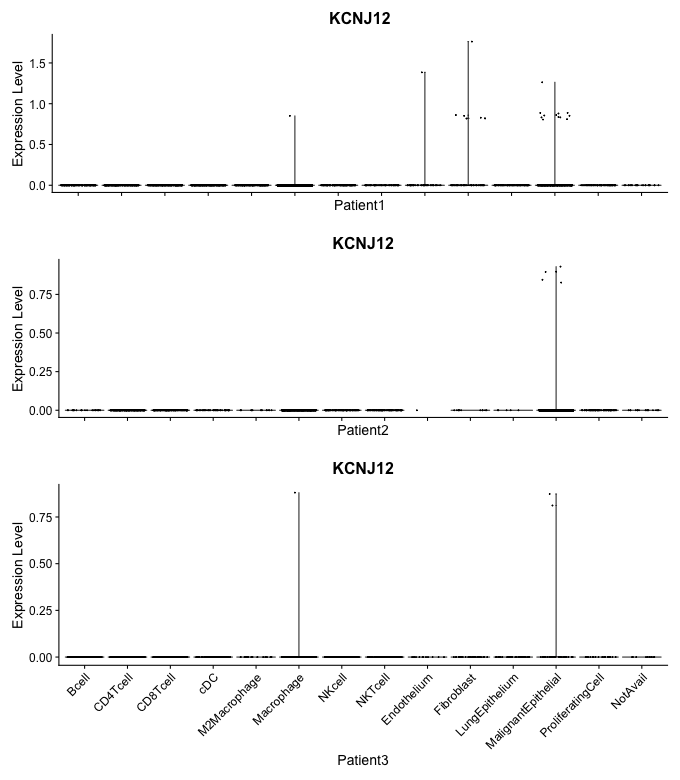 KCNJ12
Expression Level
1.5
1.0
0.5
0.0
Patient1
KCNJ12
Expression Level
0.75
0.50
0.25
0.00
Patient2
KCNJ12
Expression Level
0.75
0.50
0.25
0.00
Bcell
CD4Tcell
CD8Tcell
cDC
M2Macrophage
Macrophage
NKcell
NKTcell
Endothelium
Fibroblast
LungEpithelium
MalignantEpithelial
ProliferatingCell
NotAvail
Patient3